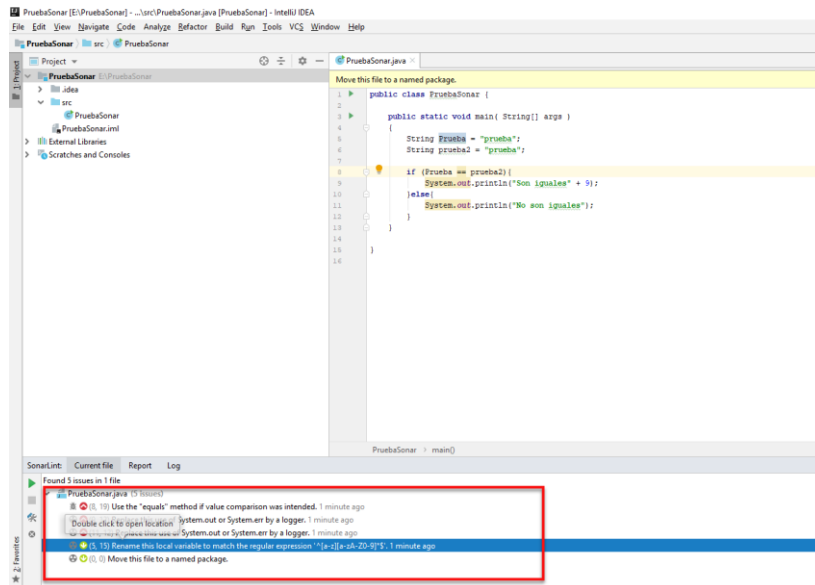 PruebaSonar [E:\PruebaSonar] - ...\src\PruebaSonar.java [PruebaSonar] - IntelliJ IDEA
File Edit View Navigate Code Analyze Refactor Build Run Tools VCS Window Help
PruebaSonar src PruebaSonar
Project
PruebaSonar.java
1: Project
PruebaSonar E:\PruebaSonar
.idea
src
PruebaSonar
PruebaSonar.iml
External Libraries
Scratches and Consoles
Move this file to a named package.
1 public class PruebaSonar {
2
3 public static void main( String[] args )
4 {
5 String Prueba = "prueba";
6 String prueba2 = "prueba";
7
8 if (Prueba == prueba2){
9 System.out.println("Son iguales" + 9);
10 }else{
11 System.out.println("No son iguales");
12 }
13 }
14
15 }
16
PruebaSonar main()
SonarLint: Current file Report Log
Found 5 issues in 1 file
PruebaSonar.java (5 issues)
(8, 19) Use the "equals" method if value comparison was intended. 1 minute ago
System.out or System.err by a logger. 1 minute ago
Double click to open location
place this use of System.out or System.err by a logger. 1 minute ago
(5, 15) Rename this local variable to match the regular expression '^[a-z][a-zA-Z0-9]*$'. 1 minute ago
(0, 0) Move this file to a named package.
2: Favorites